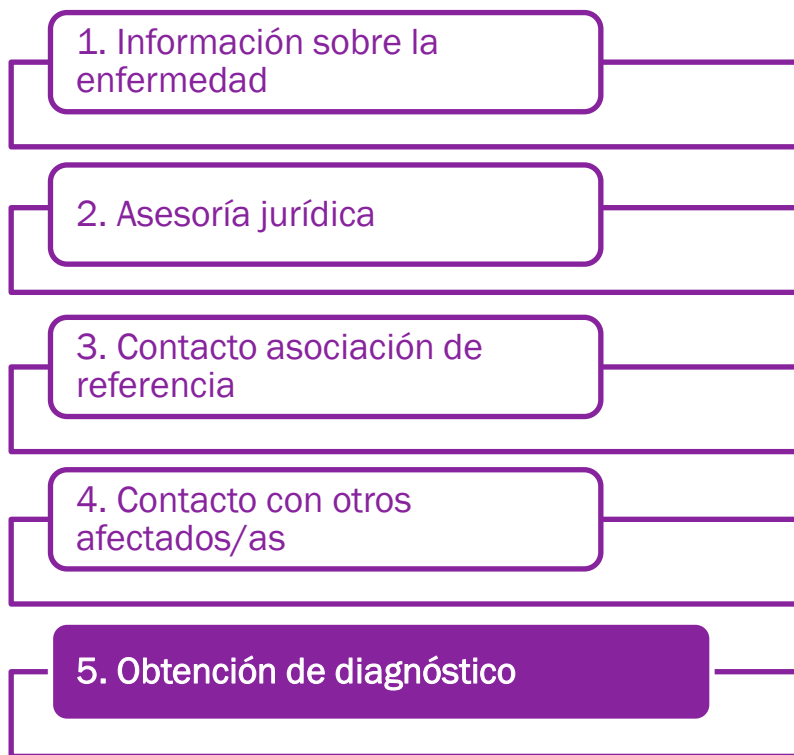 1. Información sobre la
enfermedad
2. Asesoría jurídica
3. Contacto asociación de
referencia
4. Contacto con otros
afectados/as
5. Obtención de diagnóstico